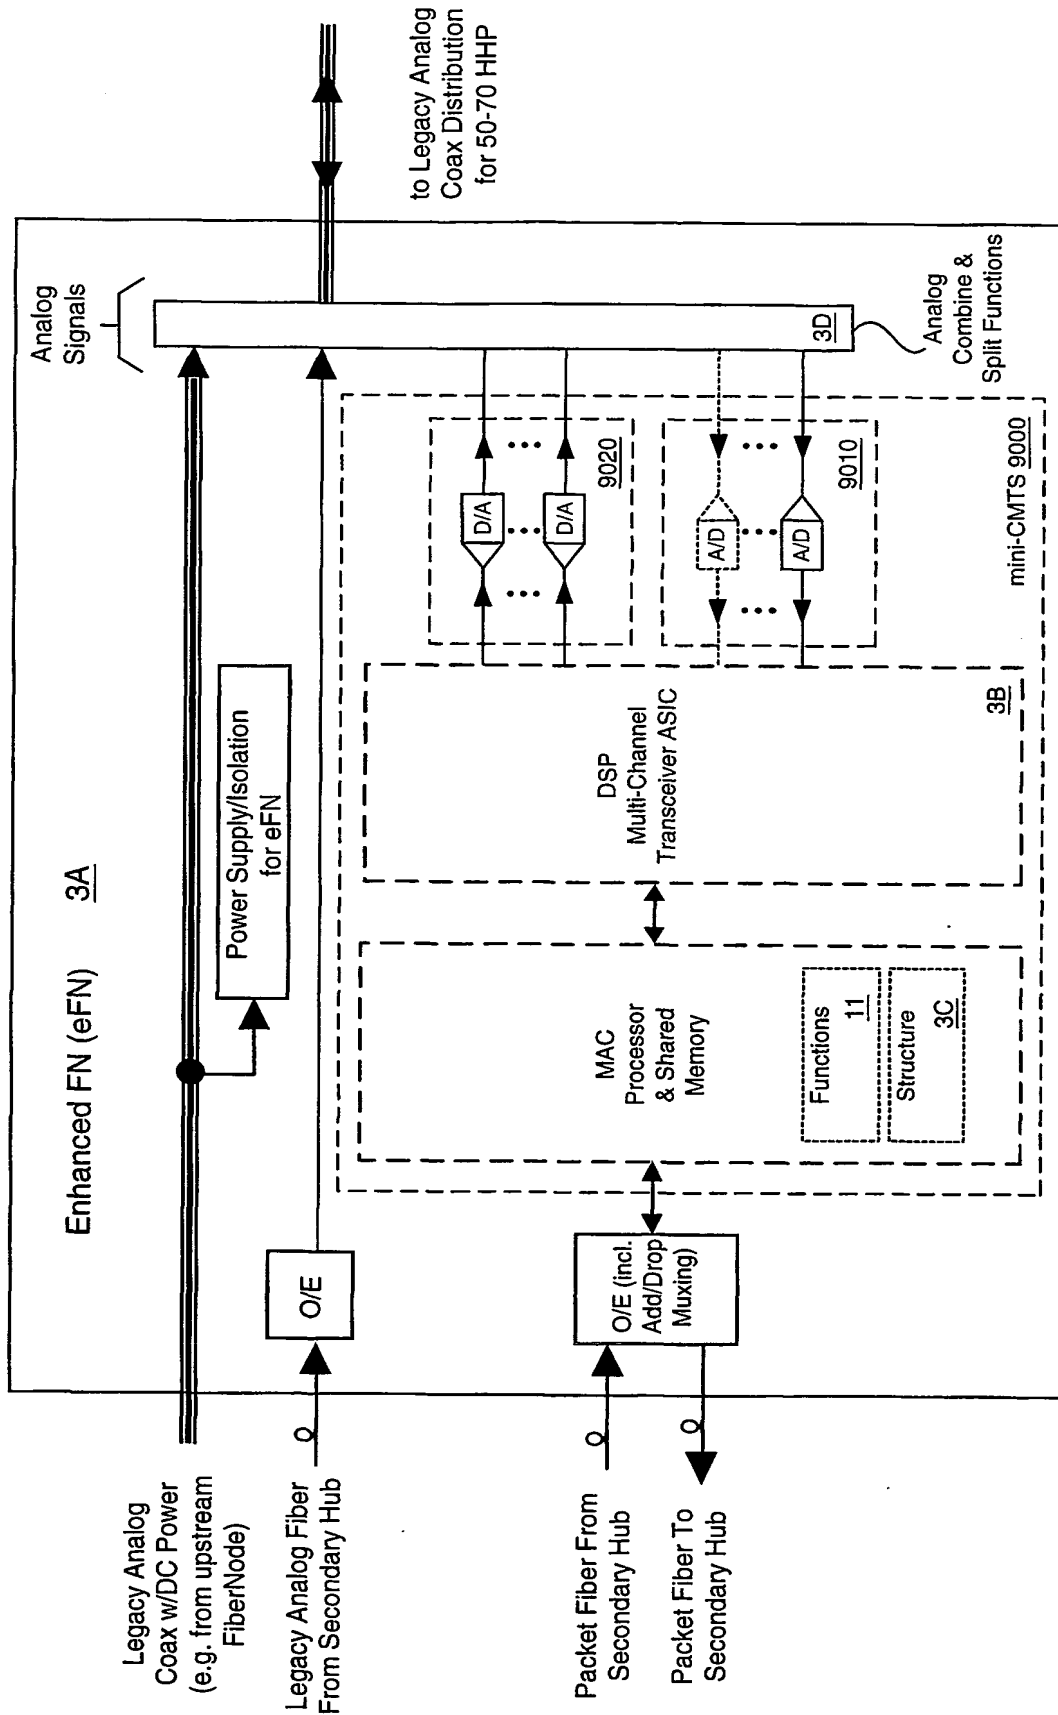 Enhanced FN (eFN)
3A
Analog
Signals
Legacy Analog
Coax w/DC Power
(e.g. from upstream
FiberNode)
Power Supply/Isolation
for eFN
to Legacy Analog
Coax Distribution
for 50-70 HHP
Legacy Analog Fiber
From Secondary Hub
O/E
Packet Fiber From
Secondary Hub
Packet Fiber To
Secondary Hub
O/E (incl.
Add/Drop
Muxing)
MAC
Processor
& Shared
Memory
Functions
11
Structure
3C
DSP
Multi-Channel
Transceiver ASIC
3B
D/A
D/A
9020
A/D
A/D
9010
3D
Analog
Combine &
Split Functions
mini-CMTS 9000